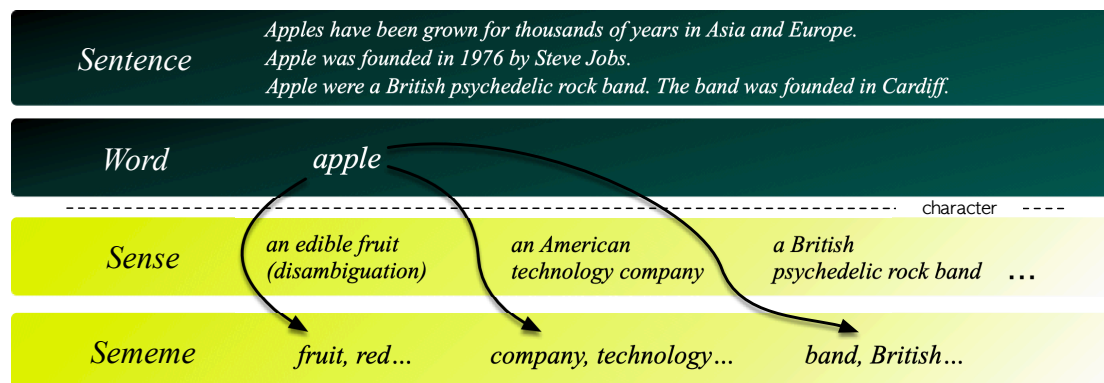 Sentence
Apples have been grown for thousands of years in Asia and Europe.
Apple was founded in 1976 by Steve Jobs.
Apple were a British psychedelic rock band. The band was founded in Cardiff.
Word
apple
character
Sense
an edible fruit
(disambiguation)
an American
technology company
a British
psychedelic rock band
...
Sememe
fruit, red...
company, technology...
band, British...